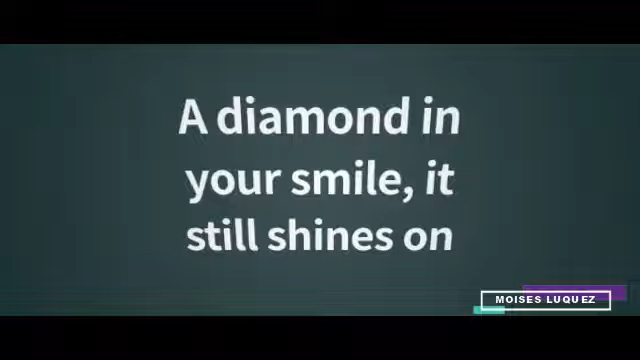 A diamond in
your smile, it
still shines on
MOISES LUQUEZ